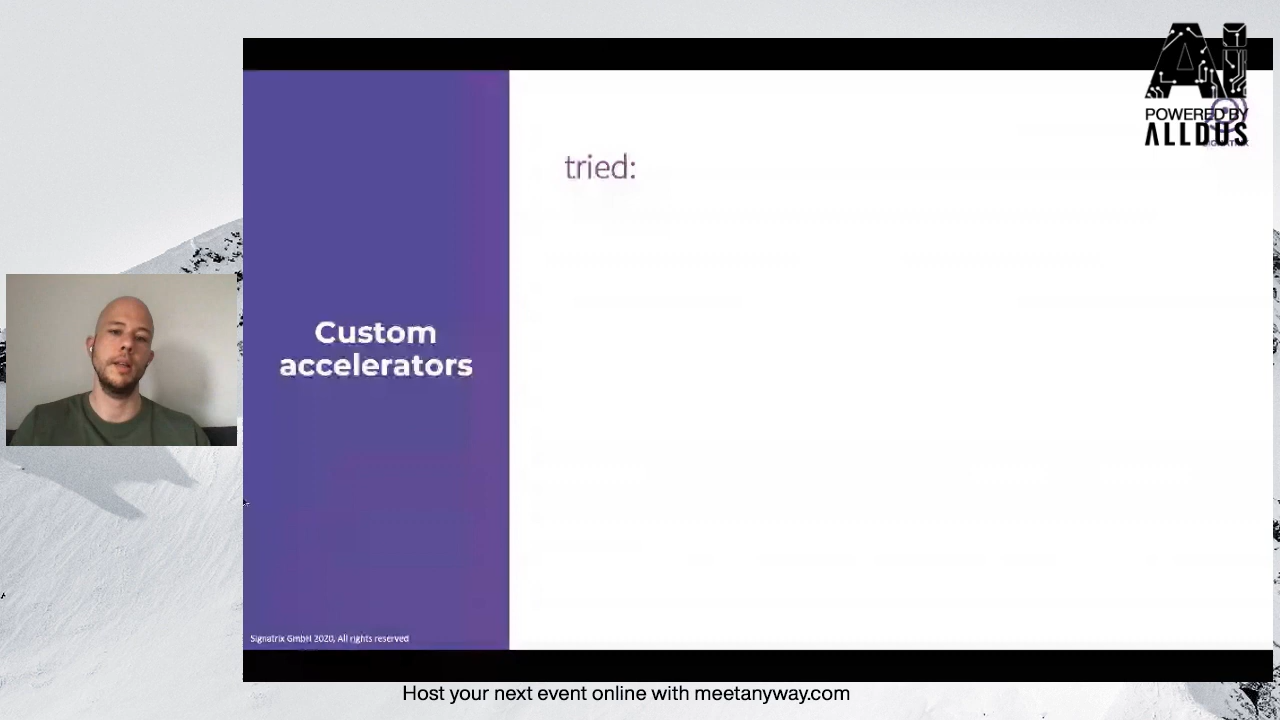 AI
POWERED BY
ALLDUS
tried:
Custom
accelerators
Signatrix GmbH 2020, All rights reserved
Host your next event online with meetanyway.com